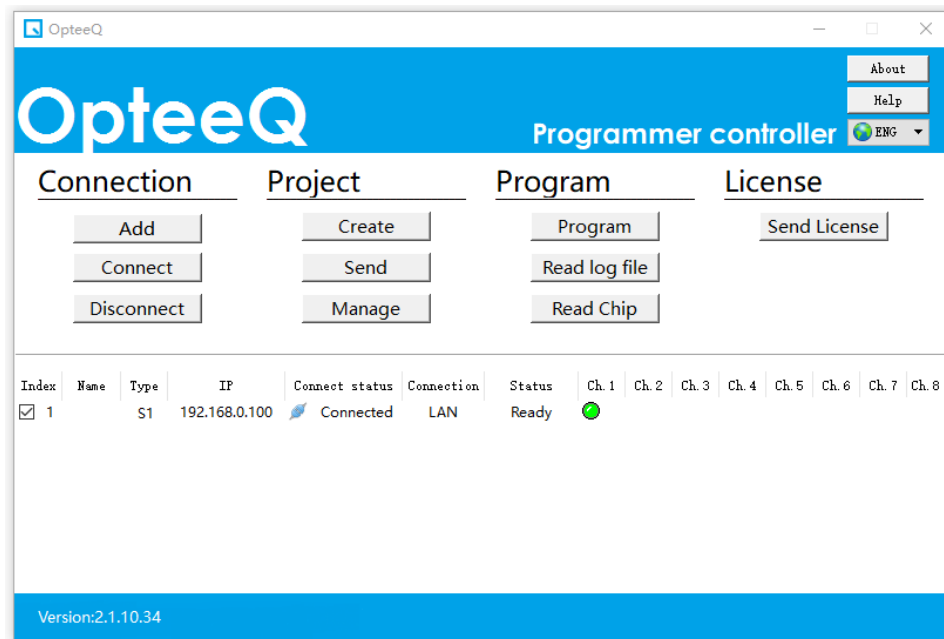 OpteeQ
About
OpteeQ
Help
Programmer controller
ENG
Connection Project Program License
Add Create Program Send License
Connect Send Read log file
Disconnect Manage Read Chip
Index Name Type IP Connect status Connection Status Ch.1 Ch.2 Ch.3 Ch.4 Ch.5 Ch.6 Ch.7 Ch.8
1 S1 192.168.0.100 Connected LAN Ready
Version:2.1.10.34